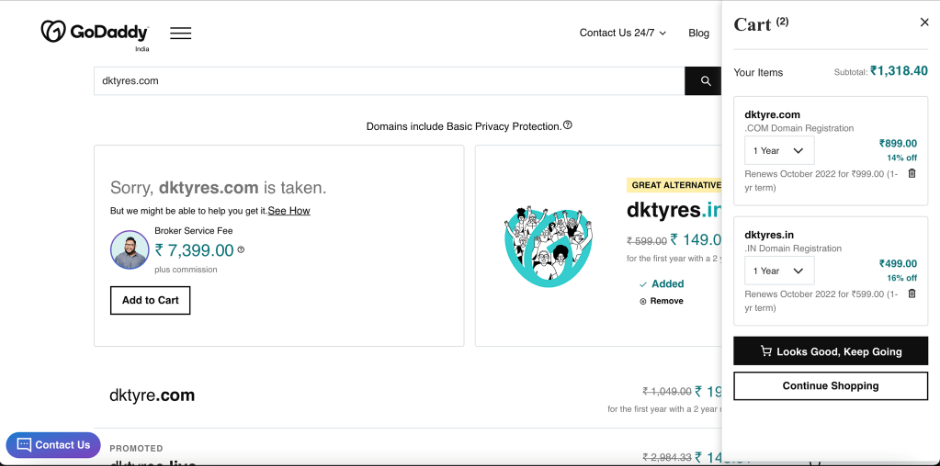 GoDaddy
India
Contact Us 24/7
Blog
dktyres.com
Domains include Basic Privacy Protection.
Sorry, dktyres.com is taken.
But we might be able to help you get it. See How
Broker Service Fee
₹ 7,399.00
plus commission
Add to Cart
GREAT ALTERNATIVE
dktyres.in
₹ 599.00 ₹ 149.0
for the first year with a 2
Added
Remove
dktyre.com
₹ 1,049.00 ₹ 19
for the first year with a 2 year
PROMOTED
dktyres.live
₹ 2,984.33 ₹
Contact Us
Cart (2)
Your Items
Subtotal: ₹1,318.40
dktyre.com
.COM Domain Registration
1 Year
₹899.00
14% off
Renews October 2022 for ₹999.00 (1-
yr term)
dktyres.in
.IN Domain Registration
1 Year
₹499.00
16% off
Renews October 2022 for ₹599.00 (1-
yr term)
Looks Good, Keep Going
Continue Shopping